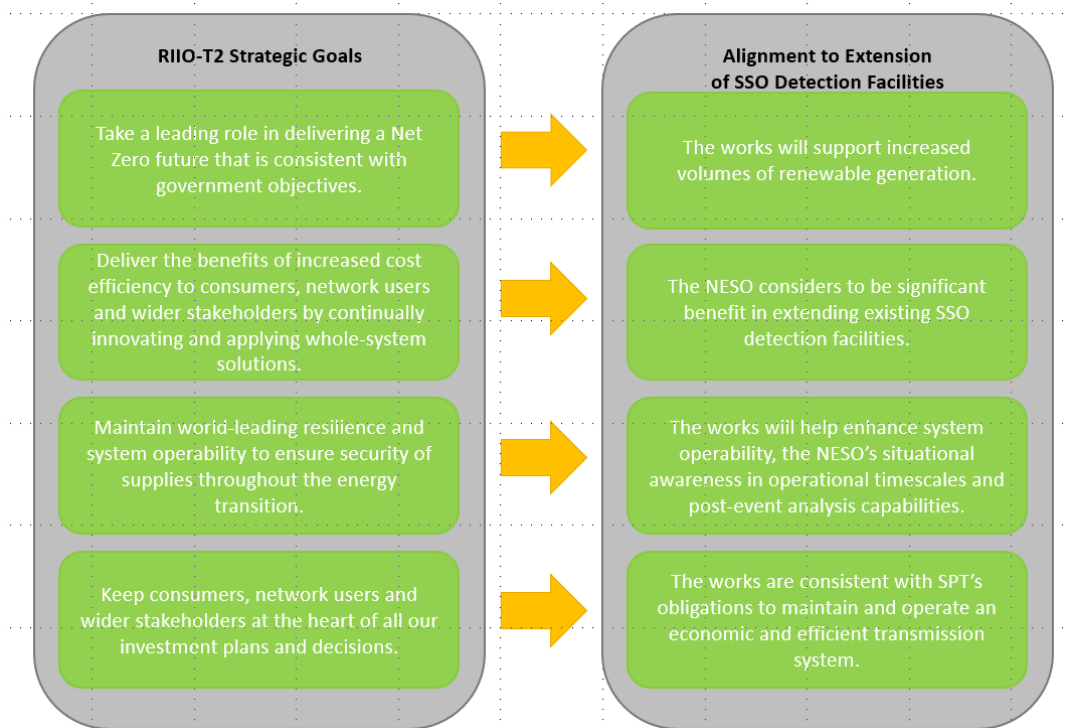 RIIO-T2 Strategic Goals
Take a leading role in delivering a Net
Zero future that is consistent with
government objectives.
Deliver the benefits of increased cost
efficiency to consumers, network users
and wider stakeholders by continually
innovating and applying whole-system
solutions.
Maintain world-leading resilience and
system operability to ensure security of
supplies throughout the energy
transition.
Keep consumers, network users and
wider stakeholders at the heart of all our
investment plans and decisions.
Alignment to Extension
of SSO Detection Facilities
The works will support increased
volumes of renewable generation.
The NESO considers to be significant
benefit in extending existing SSO
detection facilities.
The works will help enhance system
operability, the NESO's situational
awareness in operational timescales and
post-event analysis capabilities.
The works are consistent with SPT's
obligations to maintain and operate an
economic and efficient transmission
system.